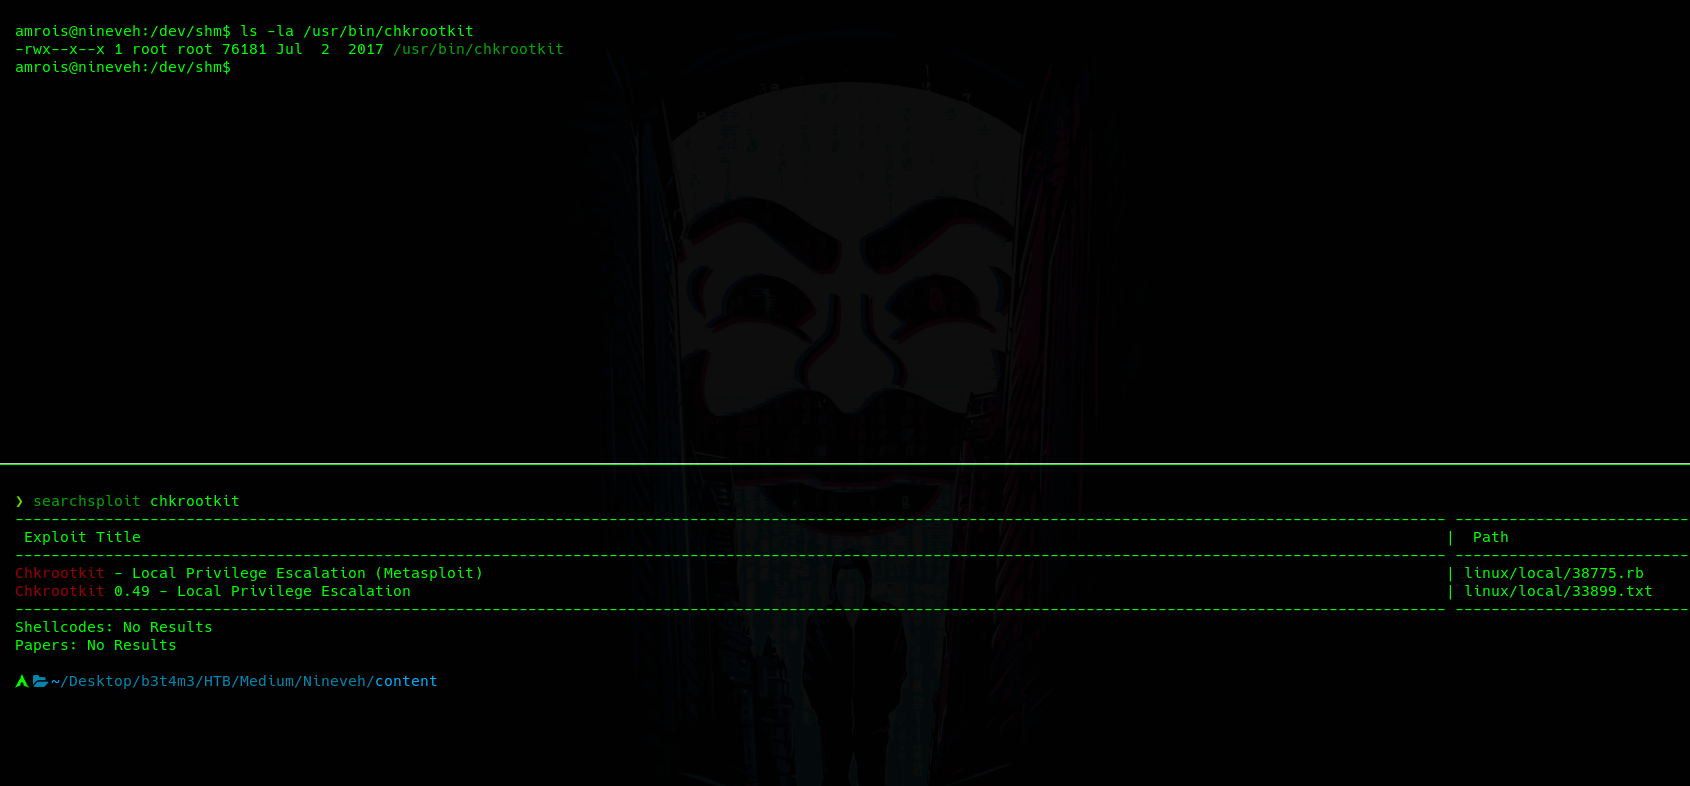 amrois@nineveh:/dev/shm$ ls -la /usr/bin/chkrootkit
-rwx--x--x 1 root root 76181 Jul  2  2017 /usr/bin/chkrootkit
amrois@nineveh:/dev/shm$
❯ searchsploit chkrootkit
Exploit Title | Path
Chkrootkit - Local Privilege Escalation (Metasploit) | linux/local/38775.rb
Chkrootkit 0.49 - Local Privilege Escalation | linux/local/33899.txt
Shellcodes: No Results
Papers: No Results
~/Desktop/b3t4m3/HTB/Medium/Nineveh/content